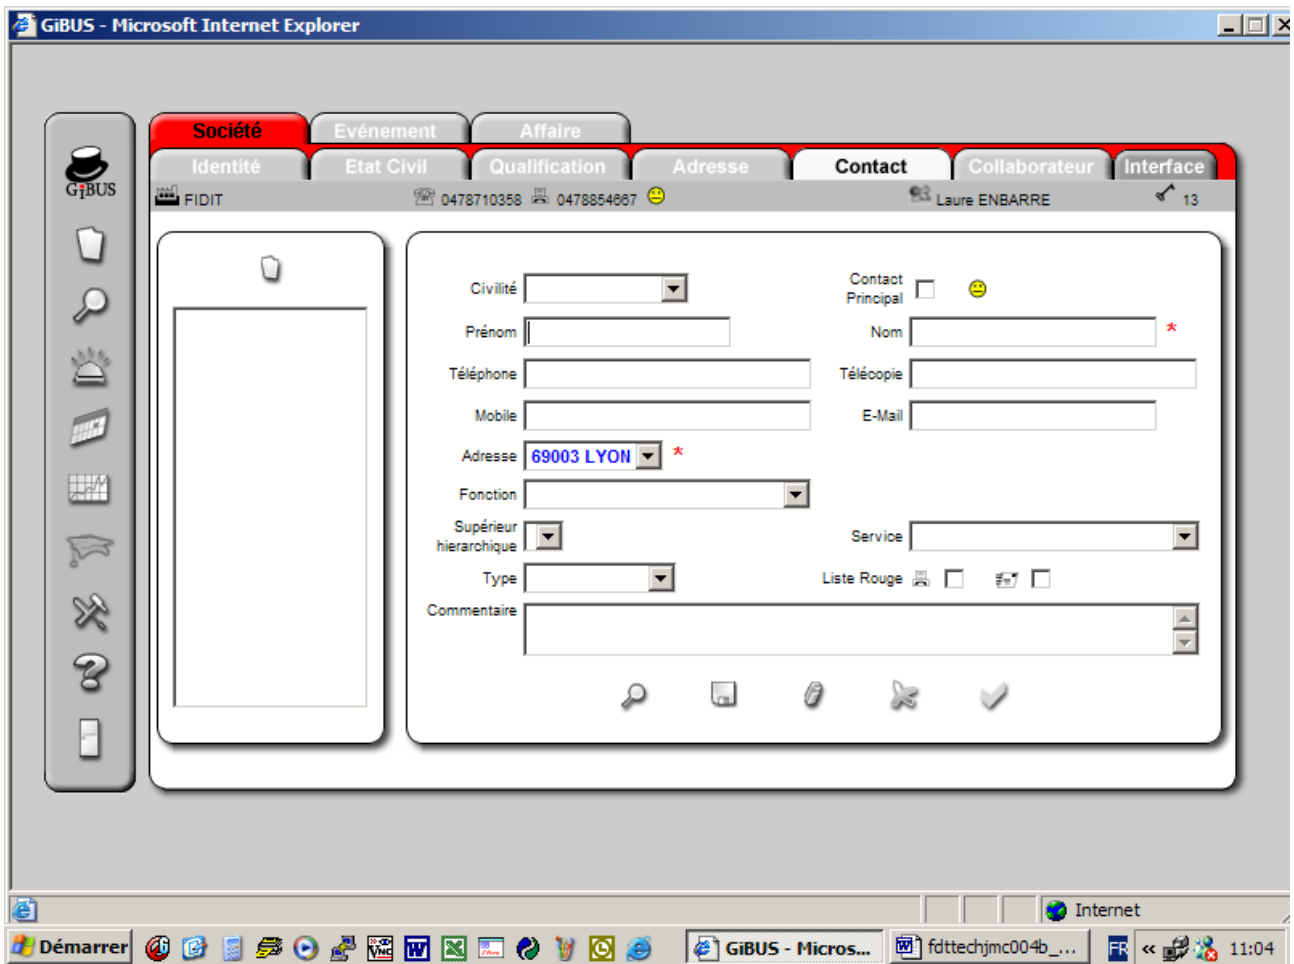 GiBUS - Microsoft Internet Explorer
Société Evénement Affaire
Identité Etat Civil Qualification Adresse Contact Collaborateur Interface
GiBUS
FIDIT 0478710358 0478854667 Laure ENBARRE 13
Civilité Contact Principal
Prénom Nom *
Téléphone Télécopie
Mobile E-Mail
Adresse 69003 LYON *
Fonction
Supérieur hierarchique Service
Type Liste Rouge
Commentaire
Internet
Démarrer GiBUS - Micros... fdttechjmc004b_... FR « 11:04